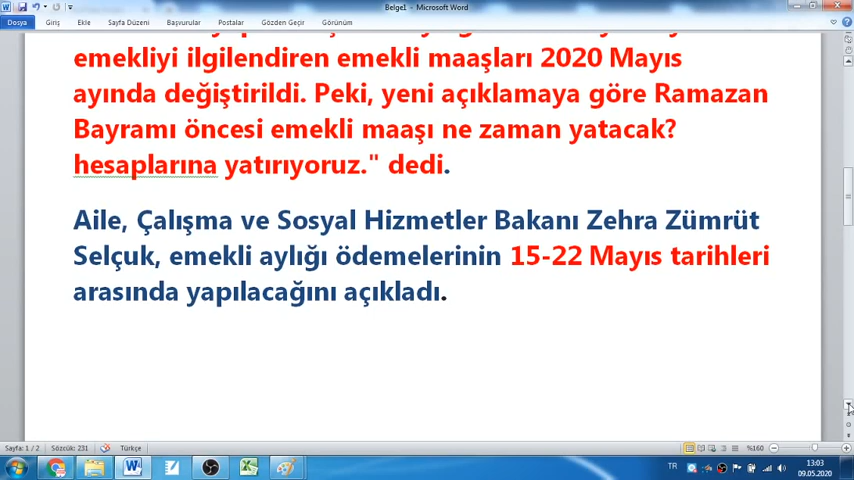 Belge1 - Microsoft Word
Dosya Giriş Ekle Sayfa Düzeni Başvurular Postalar Gözden Geçir Görünüm
emekliyi ilgilendiren emekli maaşları 2020 Mayıs
ayında değiştirildi. Peki, yeni açıklamaya göre Ramazan
Bayramı öncesi emekli maaşı ne zaman yatacak?
hesaplarına yatırıyoruz." dedi.
Aile, Çalışma ve Sosyal Hizmetler Bakanı Zehra Zümrüt
Selçuk, emekli aylığı ödemelerinin 15-22 Mayıs tarihleri
arasında yapılacağını açıkladı.
Sayfa: 1 / 2 Sözcük: 231 Türkçe %160
TR 13:03
09.05.2020